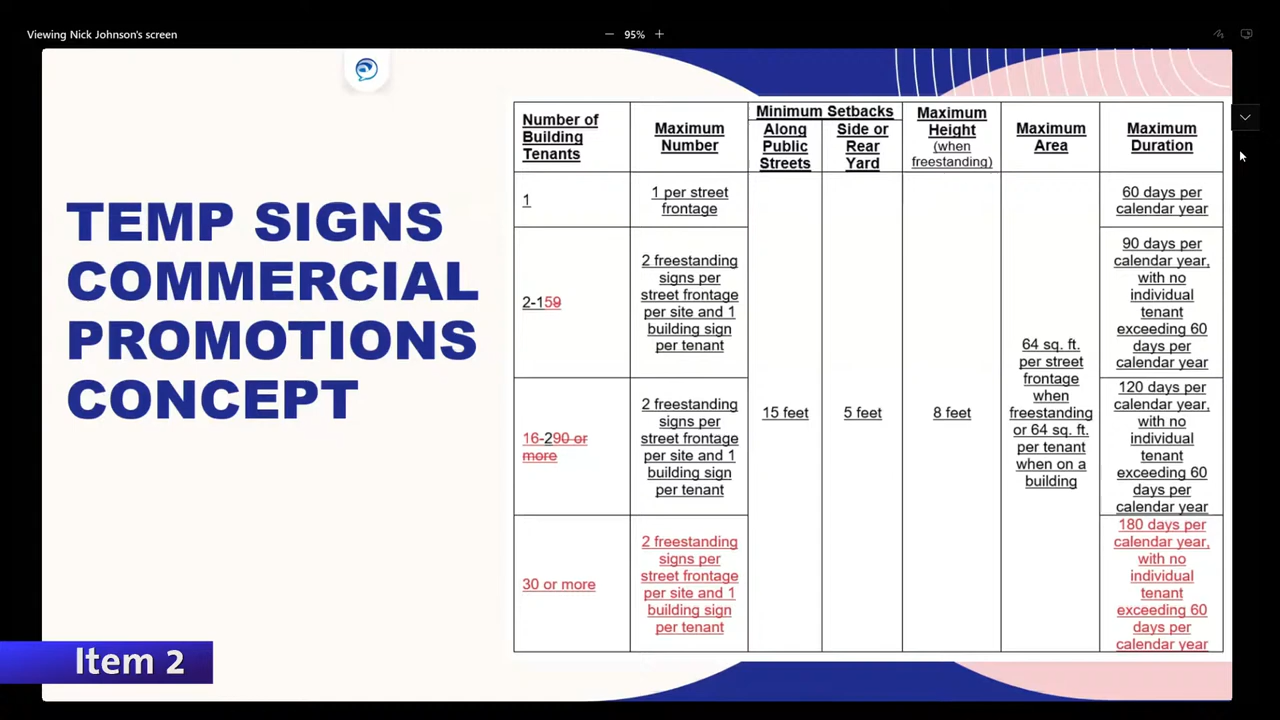 Viewing Nick Johnson's screen
95%
TEMP SIGNS
COMMERCIAL
PROMOTIONS
CONCEPT
Number of
Building
Tenants
Maximum
Number
Minimum Setbacks
Along
Public
Streets
Side or
Rear
Yard
Maximum
Height
(when
freestanding)
Maximum
Area
Maximum
Duration
1
1 per street
frontage
60 days per
calendar year
2-159
2 freestanding
signs per
street frontage
per site and 1
building sign
per tenant
90 days per
calendar year,
with no
individual
tenant
exceeding 60
days per
calendar year
16-290 or
more
2 freestanding
signs per
street frontage
per site and 1
building sign
per tenant
15 feet
5 feet
8 feet
64 sq. ft.
per street
frontage
when
freestanding
or 64 sq. ft.
per tenant
when on a
building
120 days per
calendar year,
with no
individual
tenant
exceeding 60
days per
calendar year
30 or more
2 freestanding
signs per
street frontage
per site and 1
building sign
per tenant
180 days per
calendar year,
with no
individual
tenant
exceeding 60
days per
calendar year
Item 2